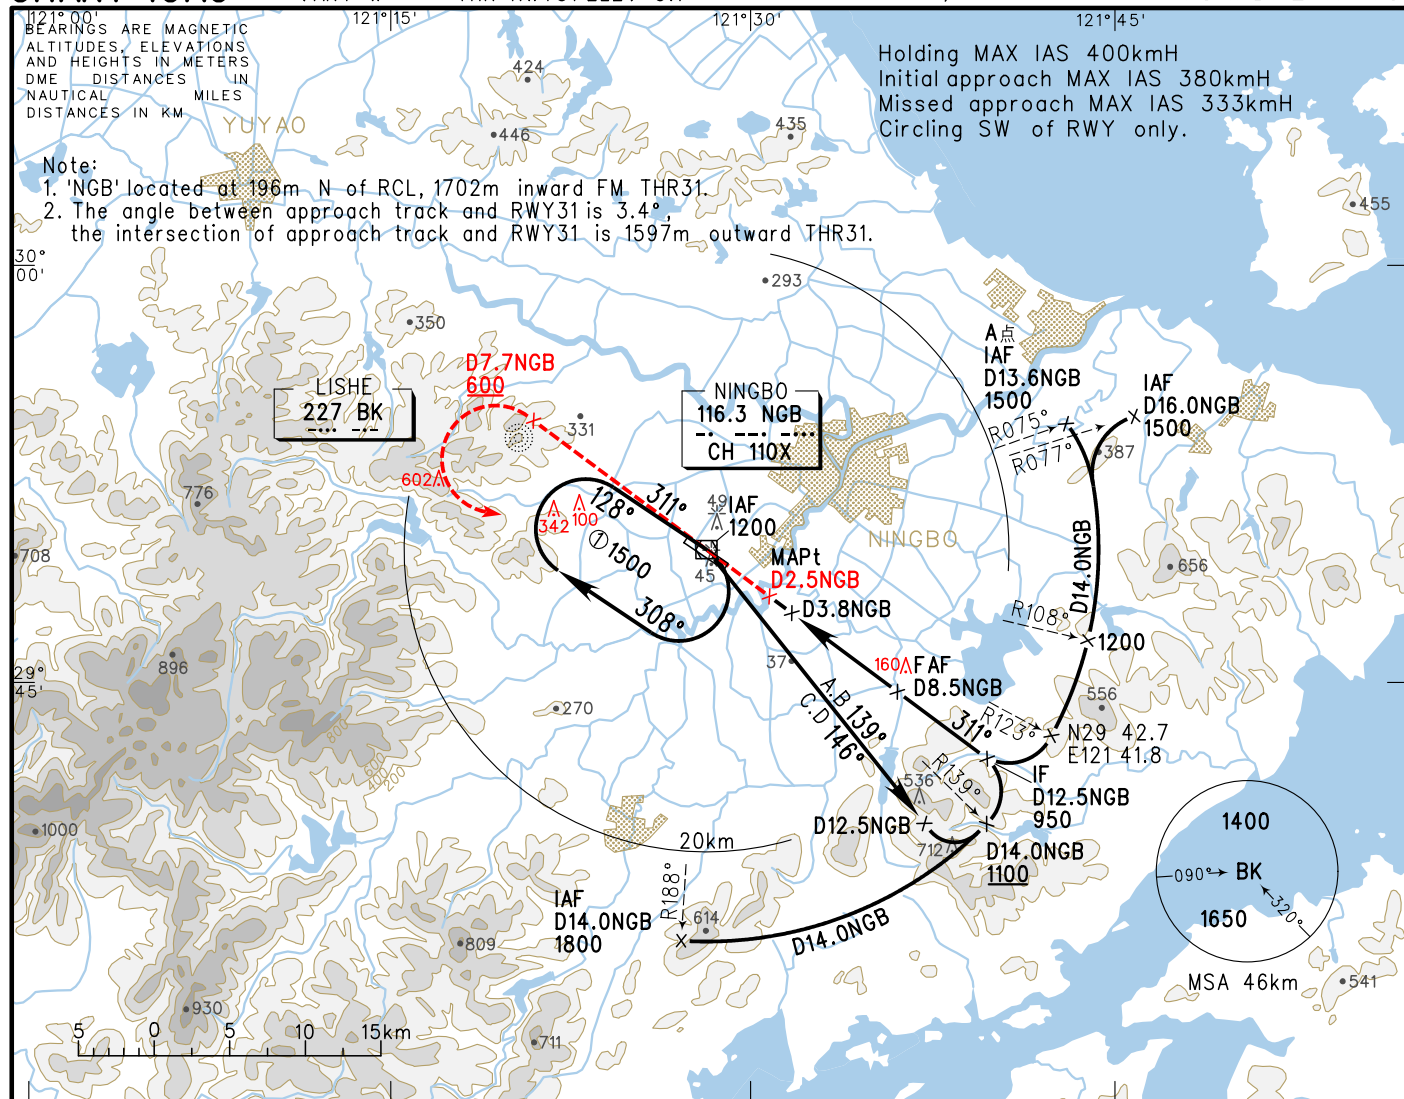 121°00'
121°15'
121°30'
121°45'
BEARINGS ARE MAGNETIC
ALTITUDES, ELEVATIONS
AND HEIGHTS IN METERS
DME DISTANCES IN
NAUTICAL MILES
DISTANCES IN KM
Holding MAX IAS 400kmH
Initial approach MAX IAS 380kmH
Missed approach MAX IAS 333kmH
Circling SW of RWY only.
424
446
435
YUYAO
Note:
1. 'NGB' located at 196m N of RCL, 1702m inward FM THR31.
2. The angle between approach track and RWY31 is 3.4°,
the intersection of approach track and RWY31 is 1597m outward THR31.
455
30°
00'
293
350
A点
IAF
D13.6NGB
1500
IAF
D16.0NGB
1500
D7.7NGB
600
LISHE
227 BK
NINGBO
116.3 NGB
CH 110X
331
R075°
R077°
387
602
776
342
100
128°
311°
49
IAF
1200
① 1500
45
NINGBO
708
656
MAPt
D2.5NGB
D3.8NGB
308°
D14.0NGB
R108°
1200
896
37
160
FAF
D8.5NGB
29°
45'
270
556
800
600
400
200
A.B 139°
C.D 146°
311°
R123°
N29 42.7
E121 41.8
R139°
536
IF
D12.5NGB
950
D12.5NGB
1000
20km
712
D14.0NGB
1100
1400
090°
BK
320°
1650
MSA 46km
R188°
IAF
D14.0NGB
1800
614
D14.0NGB
809
541
930
711
5 0 5 10 15km